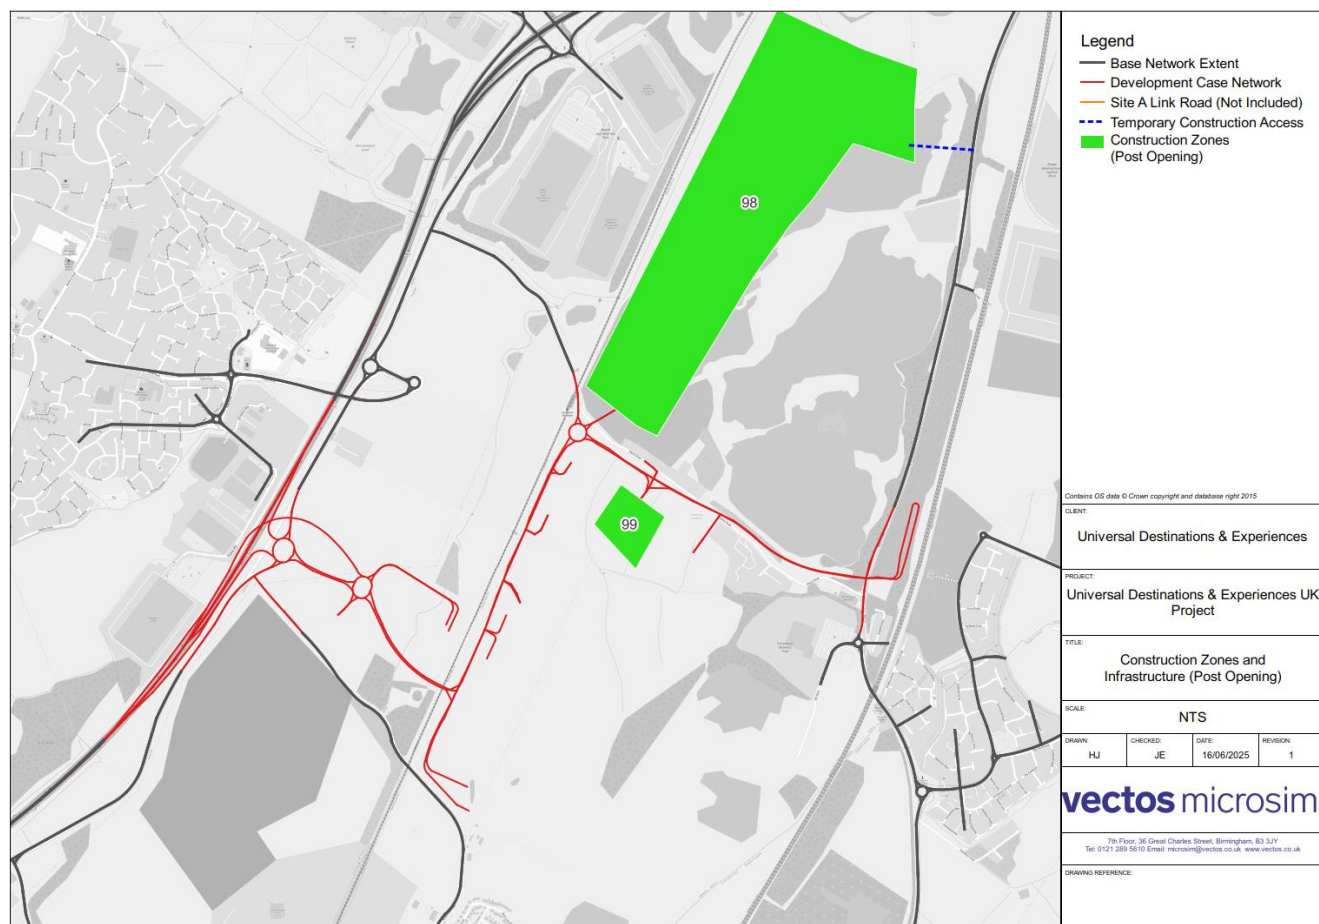 Legend
Base Network Extent
Development Case Network
Site A Link Road (Not Included)
Temporary Construction Access
Construction Zones
(Post Opening)
98
99
Contains OS data © Crown copyright and database right 2015
CLIENT:
Universal Destinations & Experiences
PROJECT:
Universal Destinations & Experiences UK
Project
TITLE:
Construction Zones and
Infrastructure (Post Opening)
SCALE:
NTS
DRAWN: CHECKED: DATE: REVISION:
HJ JE 16/06/2025 1
vectos microsim
7th Floor, 36 Great Charles Street, Birmingham, B3 3JY
Tel: 0121 289 5610 Email: microsim@vectos.co.uk www.vectos.co.uk
DRAWING REFERENCE: